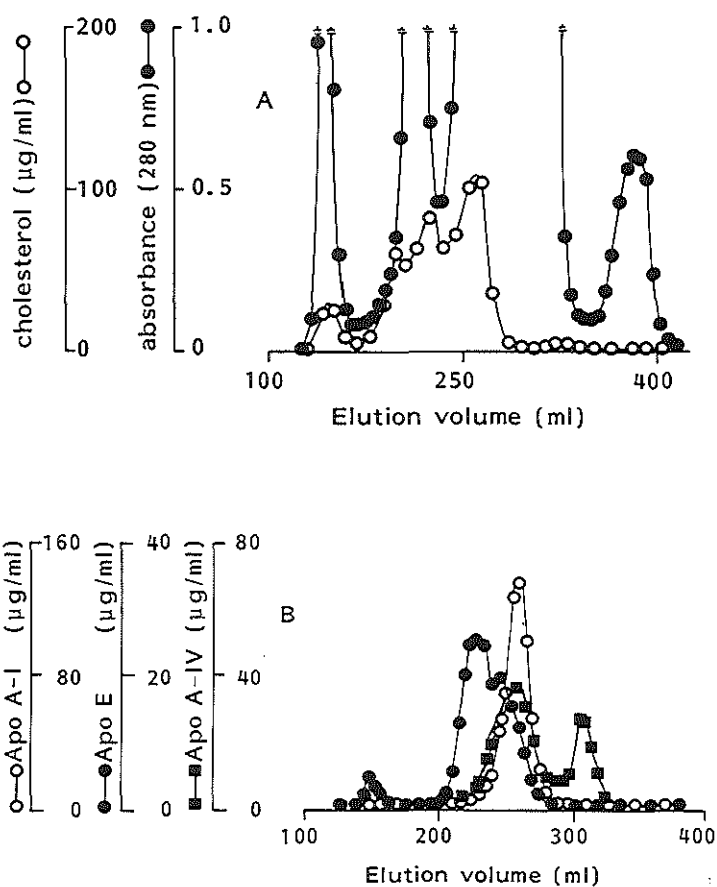 cholesterol (µg/ml)
200
100
0
absorbance (280 nm)
1.0
0.5
0
A
100
250
400
Elution volume (ml)
Apo A-I (µg/ml)
160
80
0
Apo E (µg/ml)
40
20
0
Apo A-IV (µg/ml)
80
40
0
B
100
200
300
400
Elution volume (ml)